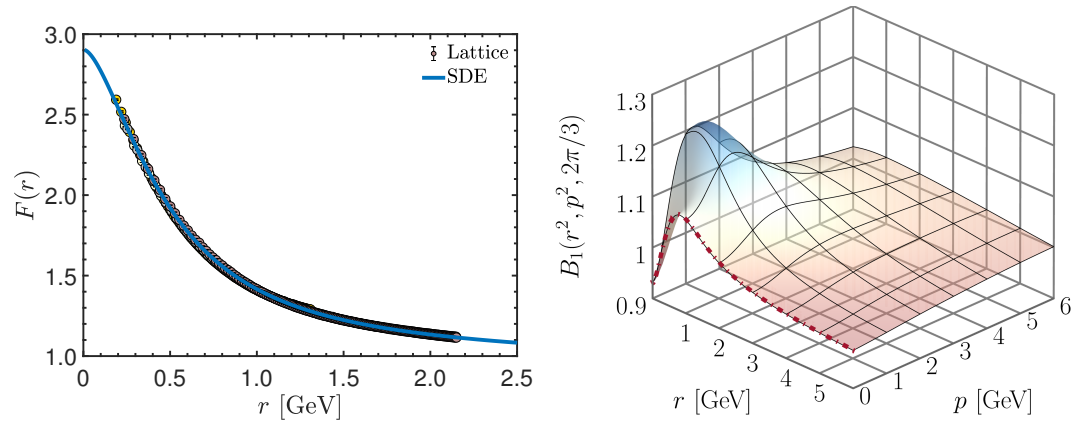 3.0
2.5
2.0
1.5
1.0
F(r)
0 0.5 1.0 1.5 2.0 2.5
r [GeV]
Lattice
SDE
1.3
1.2
1.1
1
0.9
B₁(r², p², 2π/3)
1 2 3 4 5
r [GeV]
0 1 2 3 4 5 6
p [GeV]